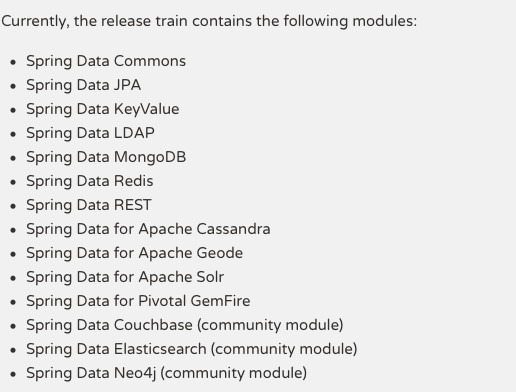 Currently, the release train contains the following modules:
• Spring Data Commons
• Spring Data JPA
• Spring Data KeyValue
• Spring Data LDAP
• Spring Data MongoDB
• Spring Data Redis
• Spring Data REST
• Spring Data for Apache Cassandra
• Spring Data for Apache Geode
• Spring Data for Apache Solr
• Spring Data for Pivotal GemFire
• Spring Data Couchbase (community module)
• Spring Data Elasticsearch (community module)
• Spring Data Neo4j (community module)